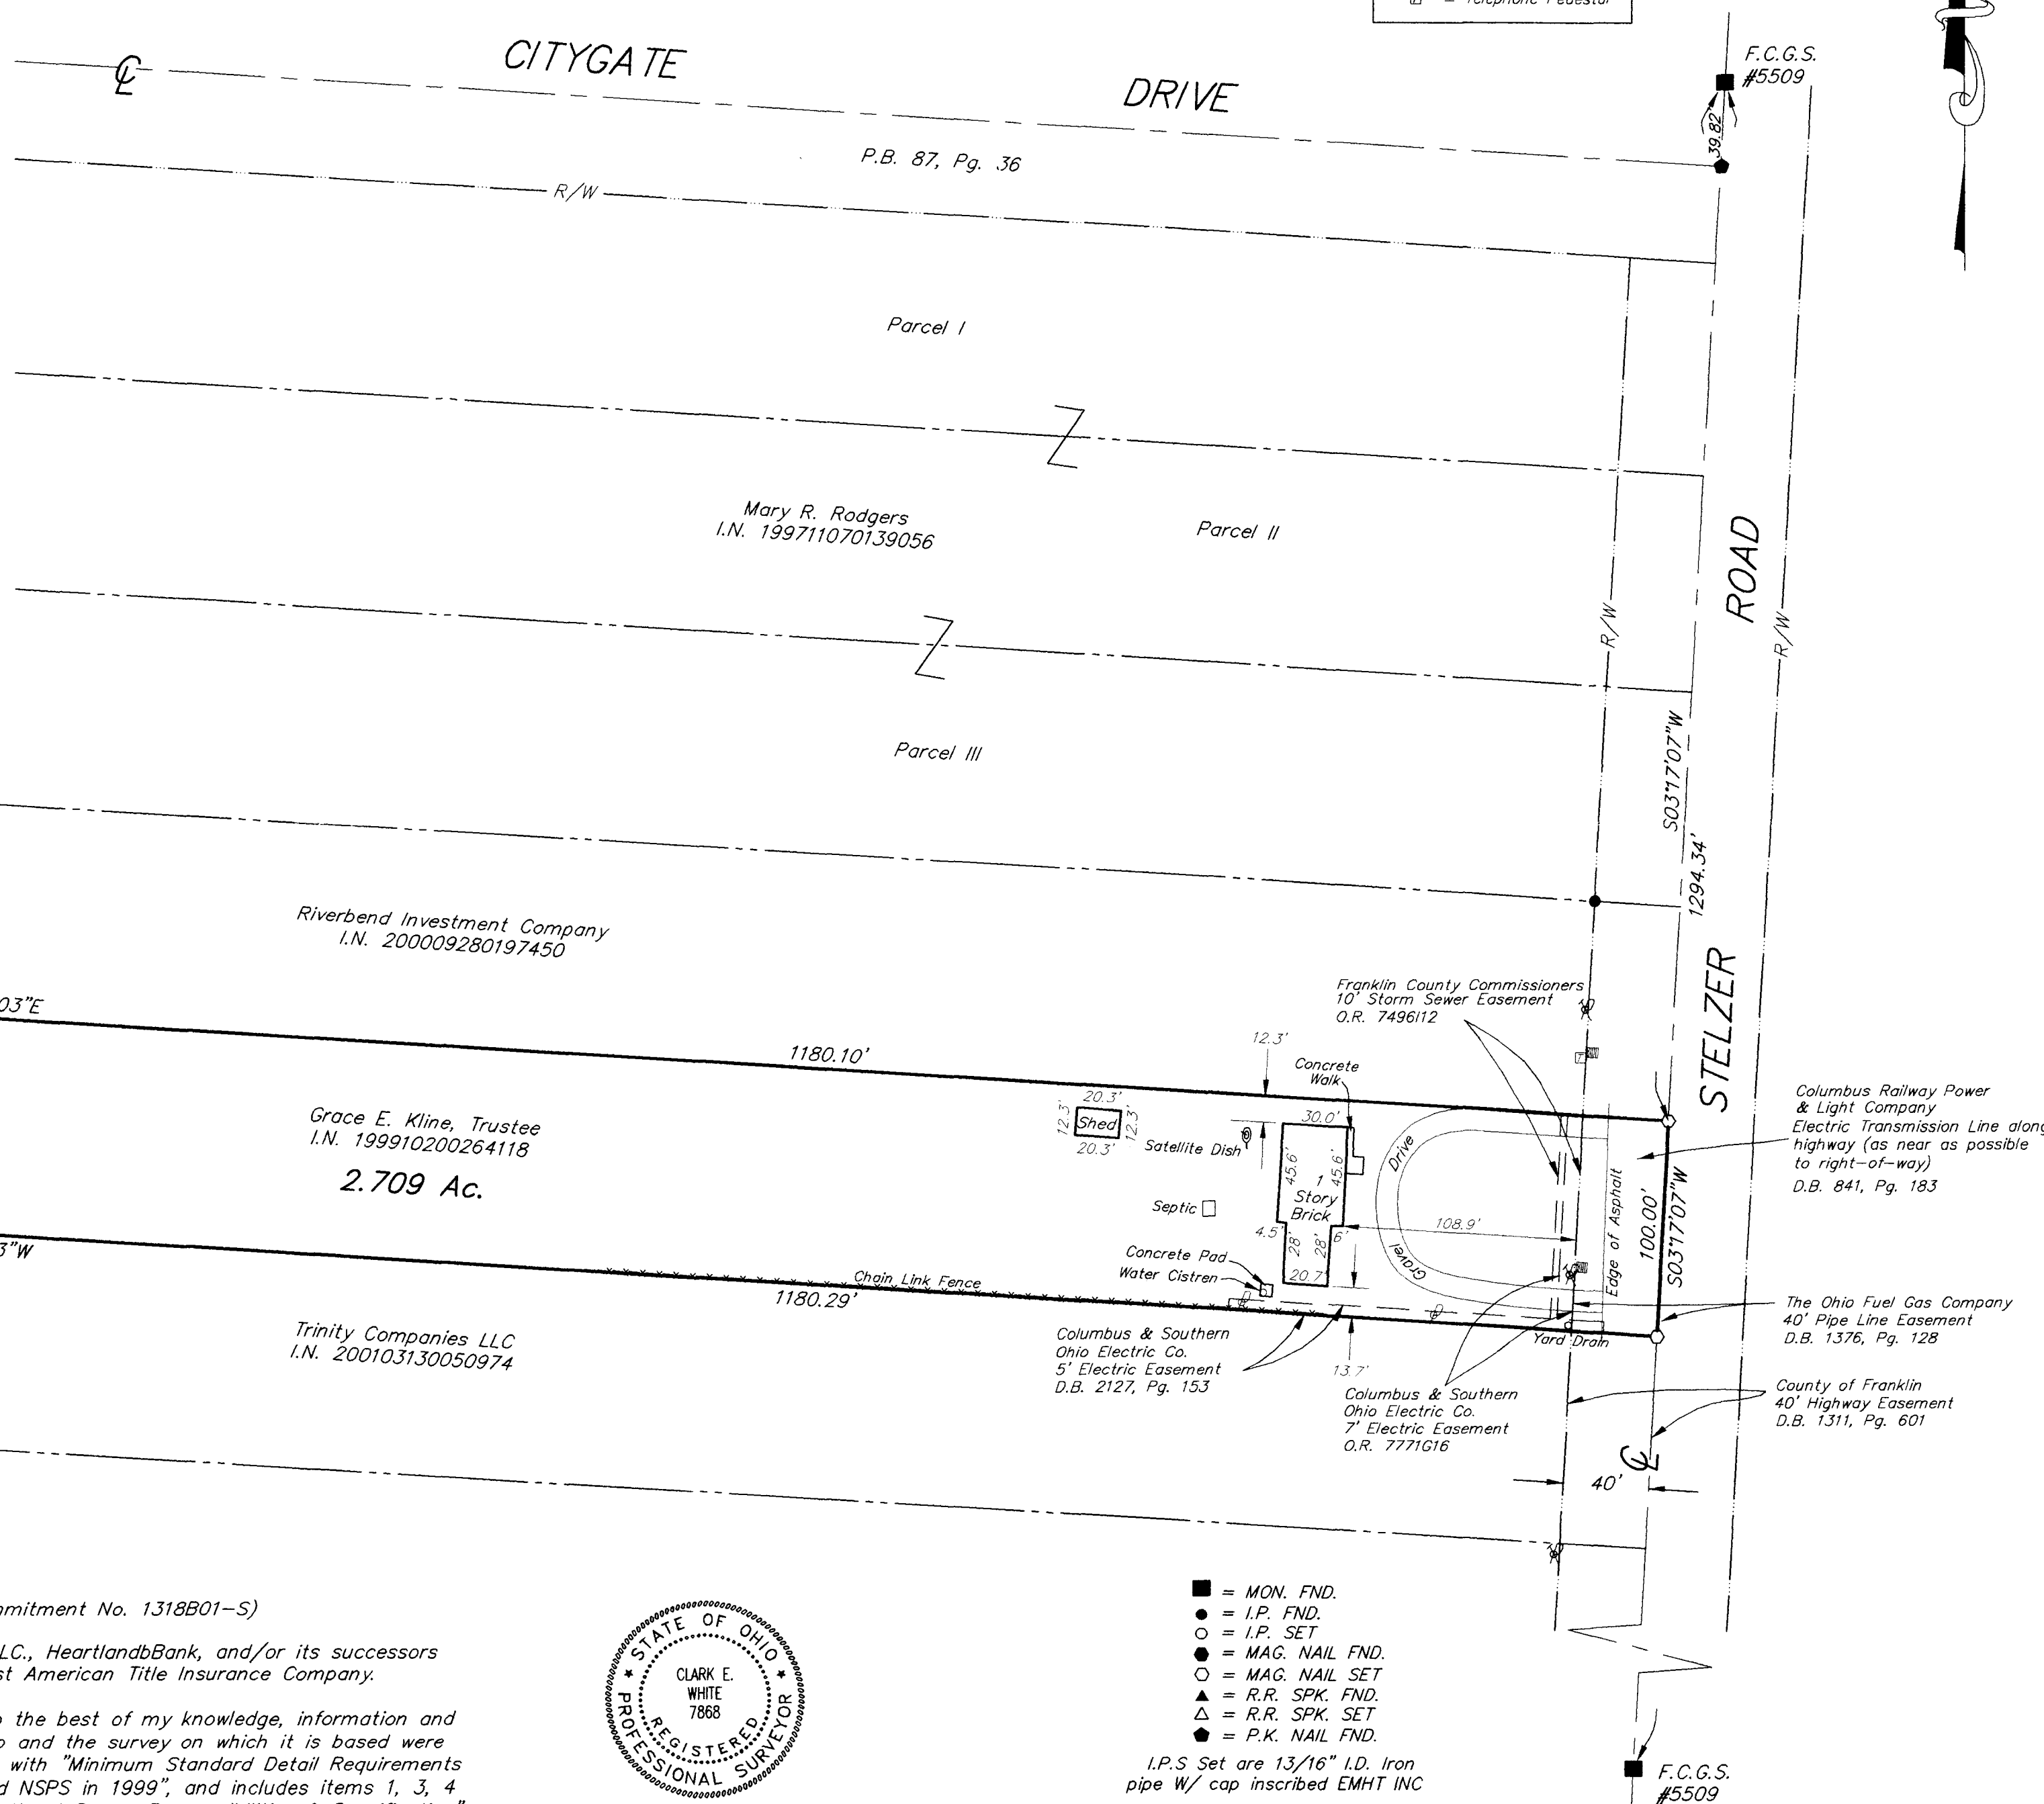 = Telephone Pedestal
CITYGATE DRIVE
F.C.G.S.
#5509
39.82'
P.B. 87, Pg. 36
R/W
Parcel I
Mary R. Rodgers
I.N. 199711070139056
Parcel II
ROAD
R/W
R/W
Parcel III
S03°17'07"W
1294.34'
STELZER
Riverbend Investment Company
I.N. 200009280197450
03"E
1180.10'
Franklin County Commissioners
10' Storm Sewer Easement
O.R. 7496I12
12.3'
Concrete
Walk
20.3'
12.3'
Shed
12.3'
20.3'
30.0'
Satellite Dish
45.6'
45.6'
1
Story
Brick
Drive
Gravel
Septic
4.5'
28'
28'
6'
20.7'
108.9'
Edge of Asphalt
100.00'
S03°17'07"W
Columbus Railway Power
& Light Company
Electric Transmission Line along
highway (as near as possible
to right-of-way)
D.B. 841, Pg. 183
Grace E. Kline, Trustee
I.N. 199910200264118
2.709 Ac.
3"W
Concrete Pad
Water Cistren
Chain Link Fence
1180.29'
Yard Drain
13.7'
The Ohio Fuel Gas Company
40' Pipe Line Easement
D.B. 1376, Pg. 128
Trinity Companies LLC
I.N. 200103130050974
Columbus & Southern
Ohio Electric Co.
5' Electric Easement
D.B. 2127, Pg. 153
Columbus & Southern
Ohio Electric Co.
7' Electric Easement
O.R. 7771G16
County of Franklin
40' Highway Easement
D.B. 1311, Pg. 601
40'
mmitment No. 1318B01-S)
LC., HeartlandbBank, and/or its successors
st American Title Insurance Company.
o the best of my knowledge, information and
p and the survey on which it is based were
with "Minimum Standard Detail Requirements
d NSPS in 1999", and includes items 1, 3, 4
STATE OF OHIO
CLARK E.
WHITE
7868
REGISTERED
PROFESSIONAL SURVEYOR
= MON. FND.
= I.P. FND.
= I.P. SET
= MAG. NAIL FND.
= MAG. NAIL SET
= R.R. SPK. FND.
= R.R. SPK. SET
= P.K. NAIL FND.
I.P.S Set are 13/16" I.D. Iron
pipe W/ cap inscribed EMHT INC
F.C.G.S.
#5509